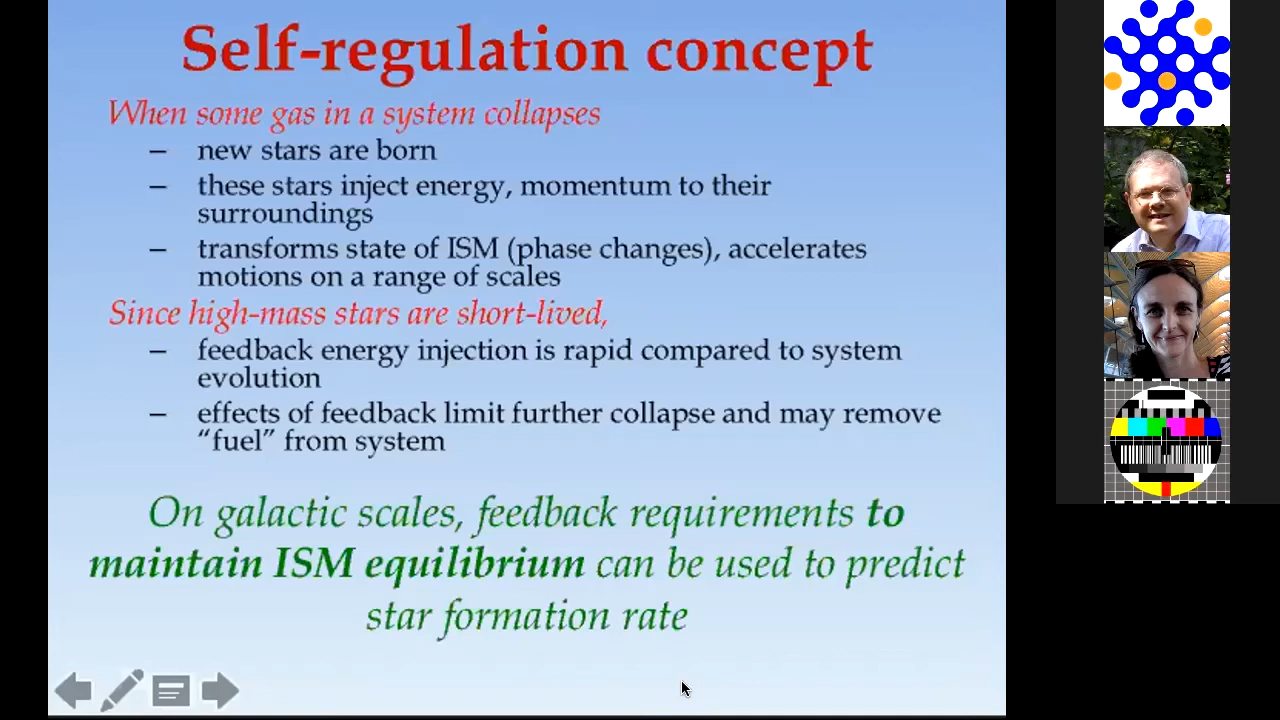 Self-regulation concept
When some gas in a system collapses
– new stars are born
– these stars inject energy, momentum to their
surroundings
– transforms state of ISM (phase changes), accelerates
motions on a range of scales
Since high-mass stars are short-lived,
– feedback energy injection is rapid compared to system
evolution
– effects of feedback limit further collapse and may remove
“fuel” from system
On galactic scales, feedback requirements to
maintain ISM equilibrium can be used to predict
star formation rate